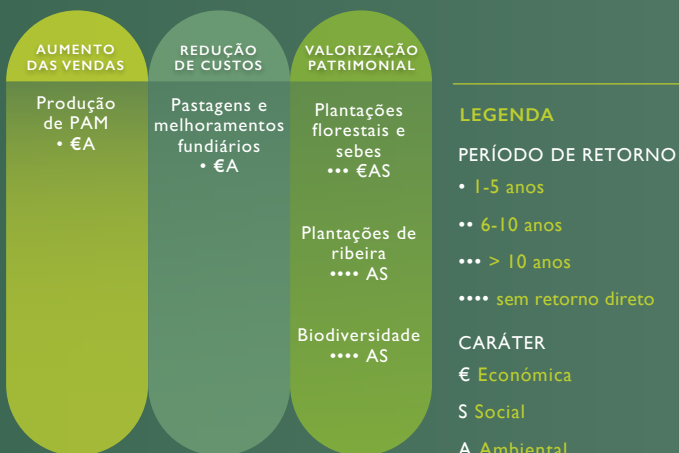 AUMENTO
DAS VENDAS
Produção
de PAM
• €A
REDUÇÃO
DE CUSTOS
Pastagens e
melhoramentos
fundiários
• €A
VALORIZAÇÃO
PATRIMONIAL
Plantações
florestais e
sebes
••• €AS
Plantações de
ribeira
•••• AS
Biodiversidade
•••• AS
LEGENDA
PERÍODO DE RETORNO
• 1-5 anos
•• 6-10 anos
••• > 10 anos
•••• sem retorno direto
CARÁTER
€ Económica
S Social
A Ambiental